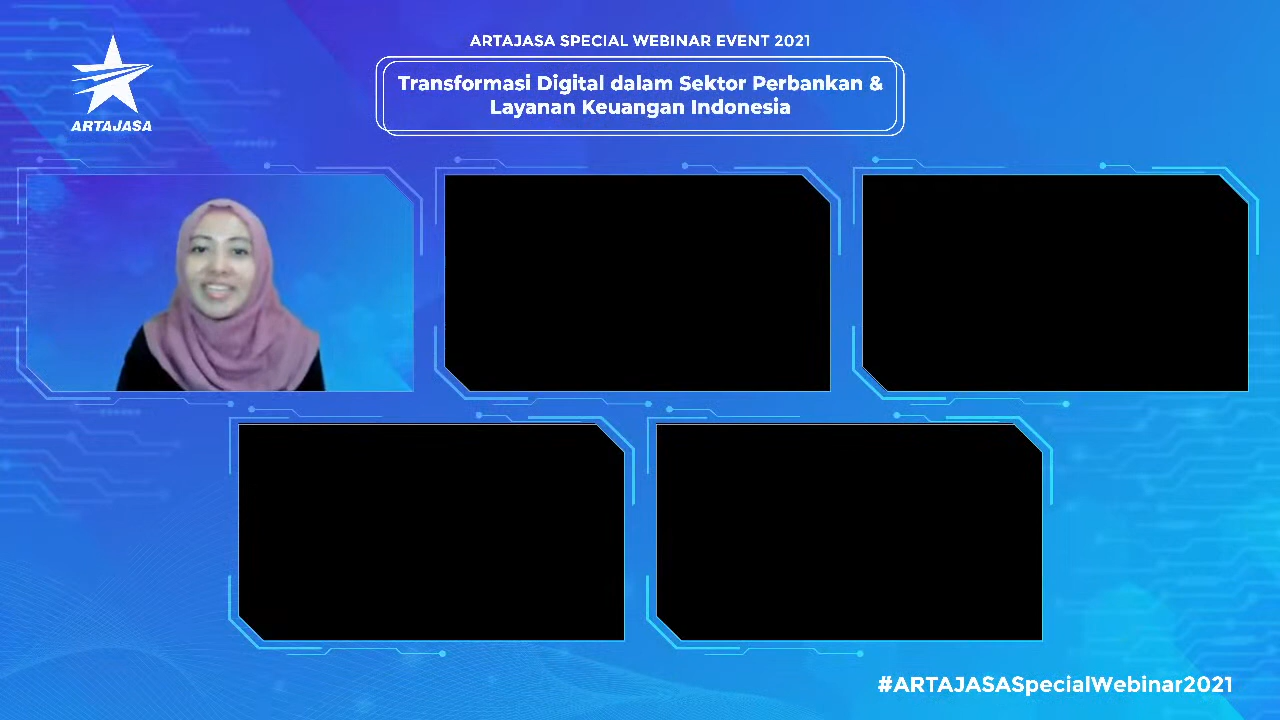 ARTAJASA SPECIAL WEBINAR EVENT 2021
Transformasi Digital dalam Sektor Perbankan &
Layanan Keuangan Indonesia
ARTAJASA
#ARTAJASASpecialWebinar2021